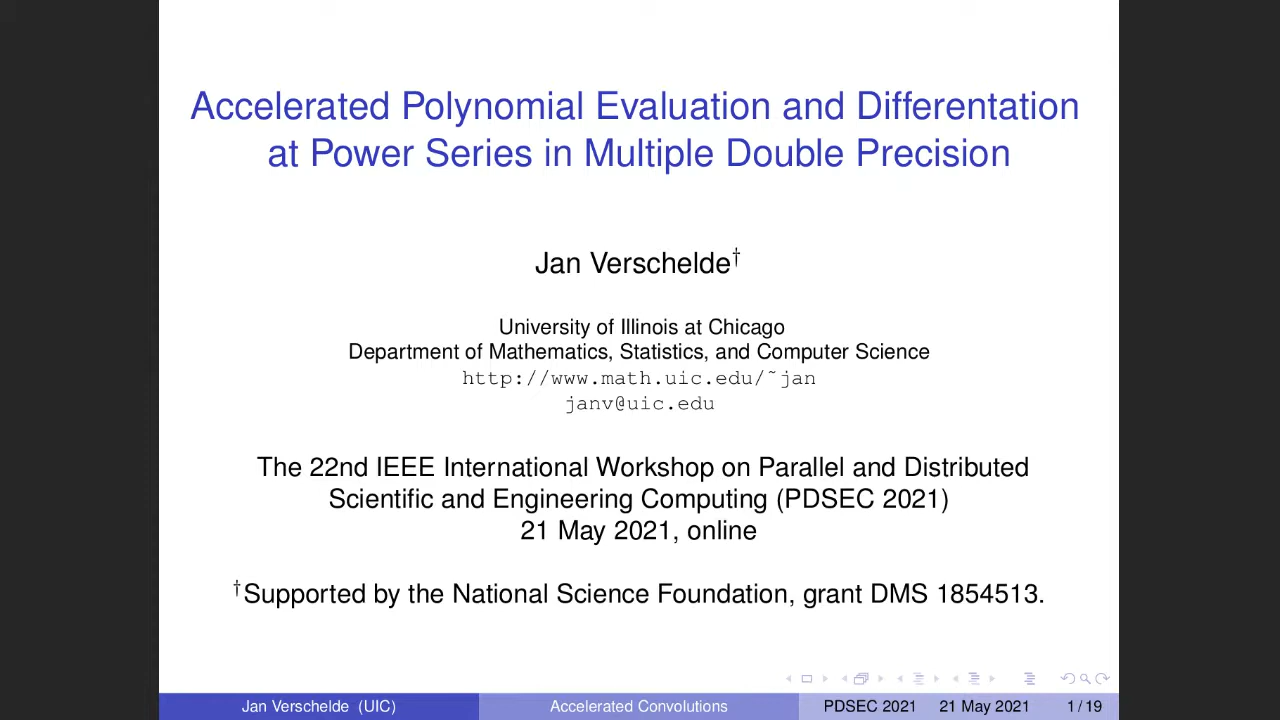 Accelerated Polynomial Evaluation and Differentation
at Power Series in Multiple Double Precision
Jan Verschelde†
University of Illinois at Chicago
Department of Mathematics, Statistics, and Computer Science
http://www.math.uic.edu/~jan
janv@uic.edu
The 22nd IEEE International Workshop on Parallel and Distributed
Scientific and Engineering Computing (PDSEC 2021)
21 May 2021, online
†Supported by the National Science Foundation, grant DMS 1854513.
Jan Verschelde (UIC) Accelerated Convolutions PDSEC 2021 21 May 2021 1 / 19